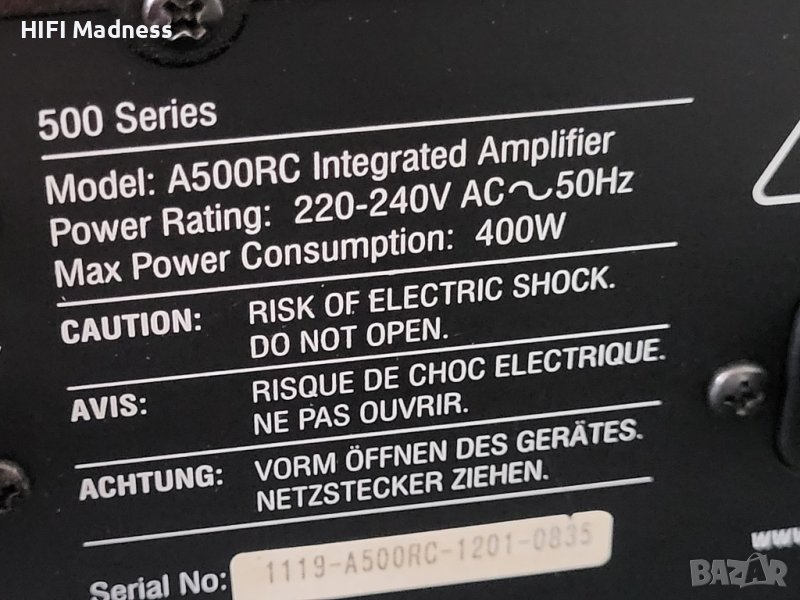 HIFI Madness
500 Series
Model: A500RC Integrated Amplifier
Power Rating: 220-240V AC～50Hz
Max Power Consumption: 400W
CAUTION: RISK OF ELECTRIC SHOCK.
DO NOT OPEN.
AVIS: RISQUE DE CHOC ELECTRIQUE.
NE PAS OUVRIR.
ACHTUNG: VORM ÖFFNEN DES GERÄTES.
NETZSTECKER ZIEHEN.
Serial No: 1119-A500RC-1201-0835
www.
BAZAR